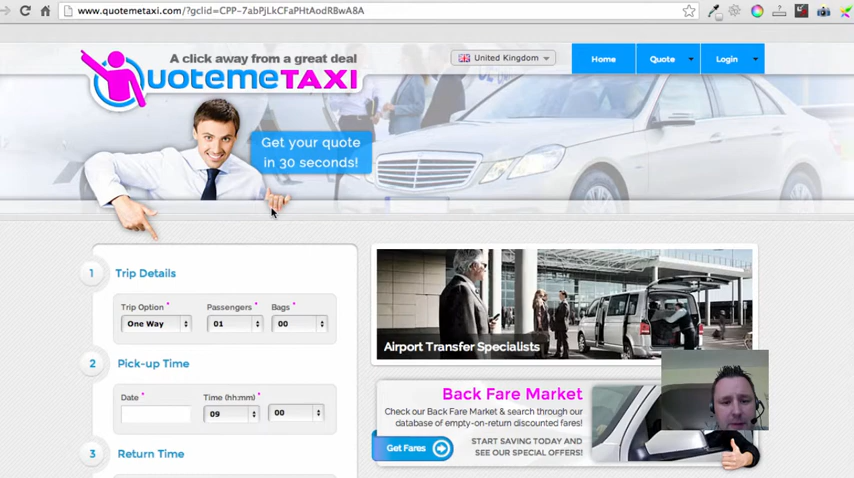 www.quotemetaxi.com/?gclid=CPP-7abPjLkCFaPHtAodRBwA8A
A click away from a great deal
United Kingdom
Home
Quote
Login
QuotemeTAXI
Get your quote
in 30 seconds!
1
Trip Details
Trip Option *
Passengers *
Bags *
One Way
01
00
2
Pick-up Time
Date *
Time (hh:mm) *
09
00
3
Return Time
Airport Transfer Specialists
Back Fare Market
Check our Back Fare Market & search through our
database of empty-on-return discounted fares!
Get Fares
START SAVING TODAY AND
SEE OUR SPECIAL OFFERS!